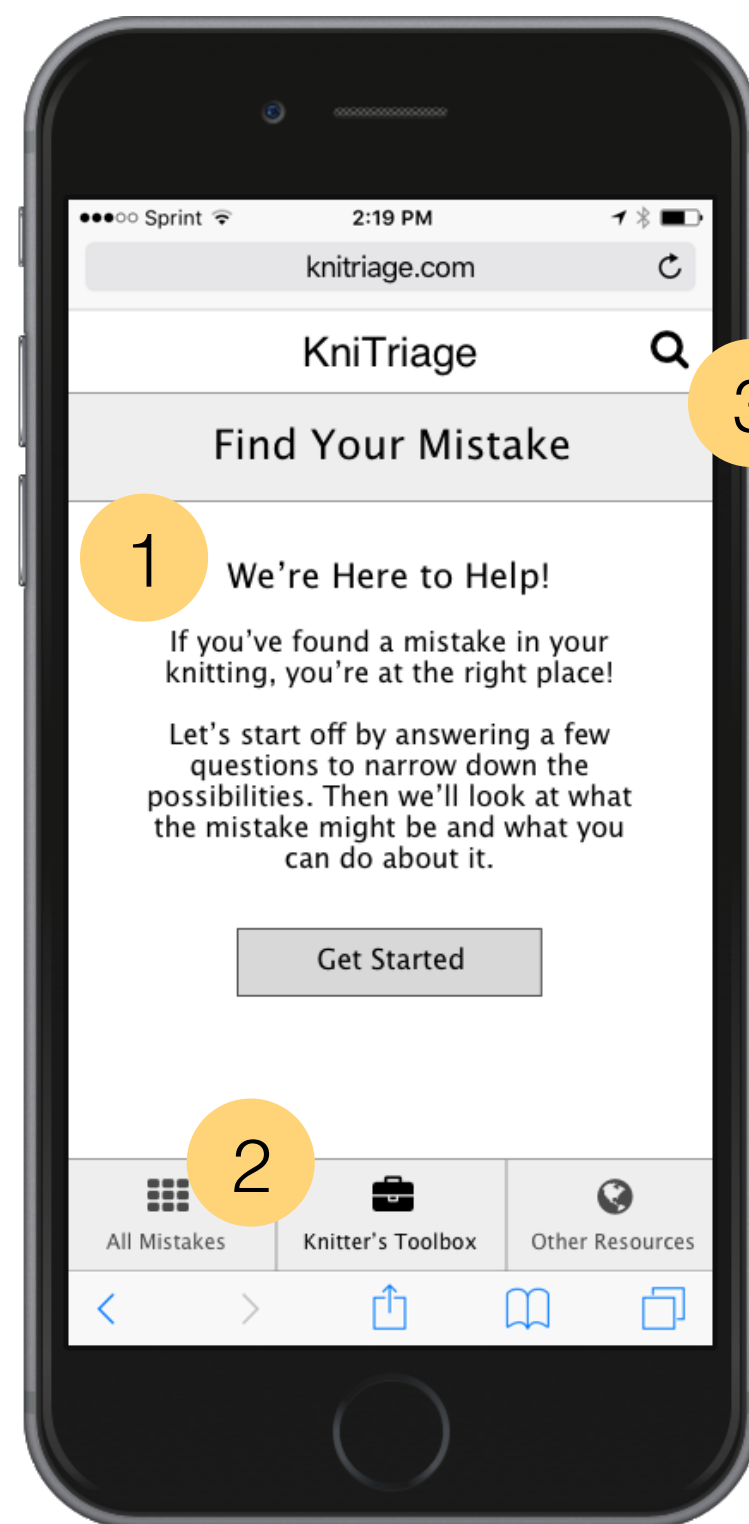 Sprint 2:19 PM
knitriage.com
KniTriage
3
Find Your Mistake
1
We're Here to Help!
If you've found a mistake in your
knitting, you're at the right place!
Let's start off by answering a few
questions to narrow down the
possibilities. Then we'll look at what
the mistake might be and what you
can do about it.
Get Started
2
All Mistakes
Knitter's Toolbox
Other Resources